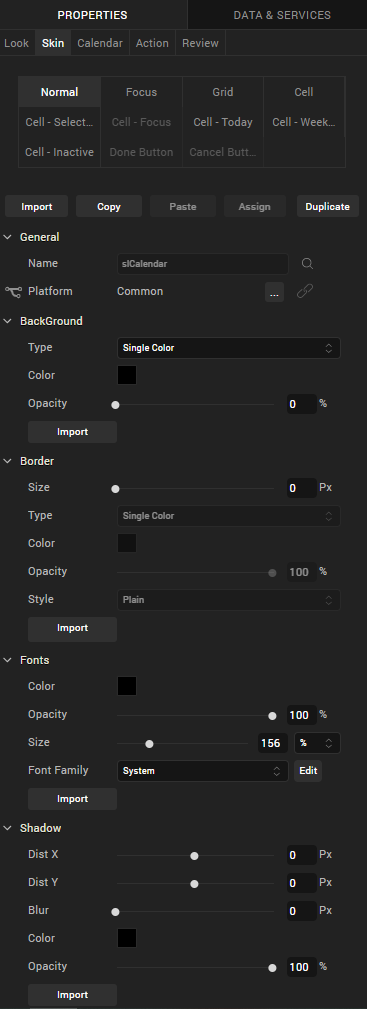 PROPERTIES DATA & SERVICES
Look Skin Calendar Action Review
Normal Focus Grid Cell
Cell - Select... Cell - Focus Cell - Today Cell - Week...
Cell - Inactive Done Button Cancel Butt...
Import Copy Paste Assign Duplicate
General
Name slCalendar
Platform Common ...
BackGround
Type Single Color
Color
Opacity 0 %
Import
Border
Size 0 Px
Type Single Color
Color
Opacity 100 %
Style Plain
Import
Fonts
Color
Opacity 100 %
Size 156 %
Font Family System Edit
Import
Shadow
Dist X 0 Px
Dist Y 0 Px
Blur 0 Px
Color
Opacity 100 %
Import